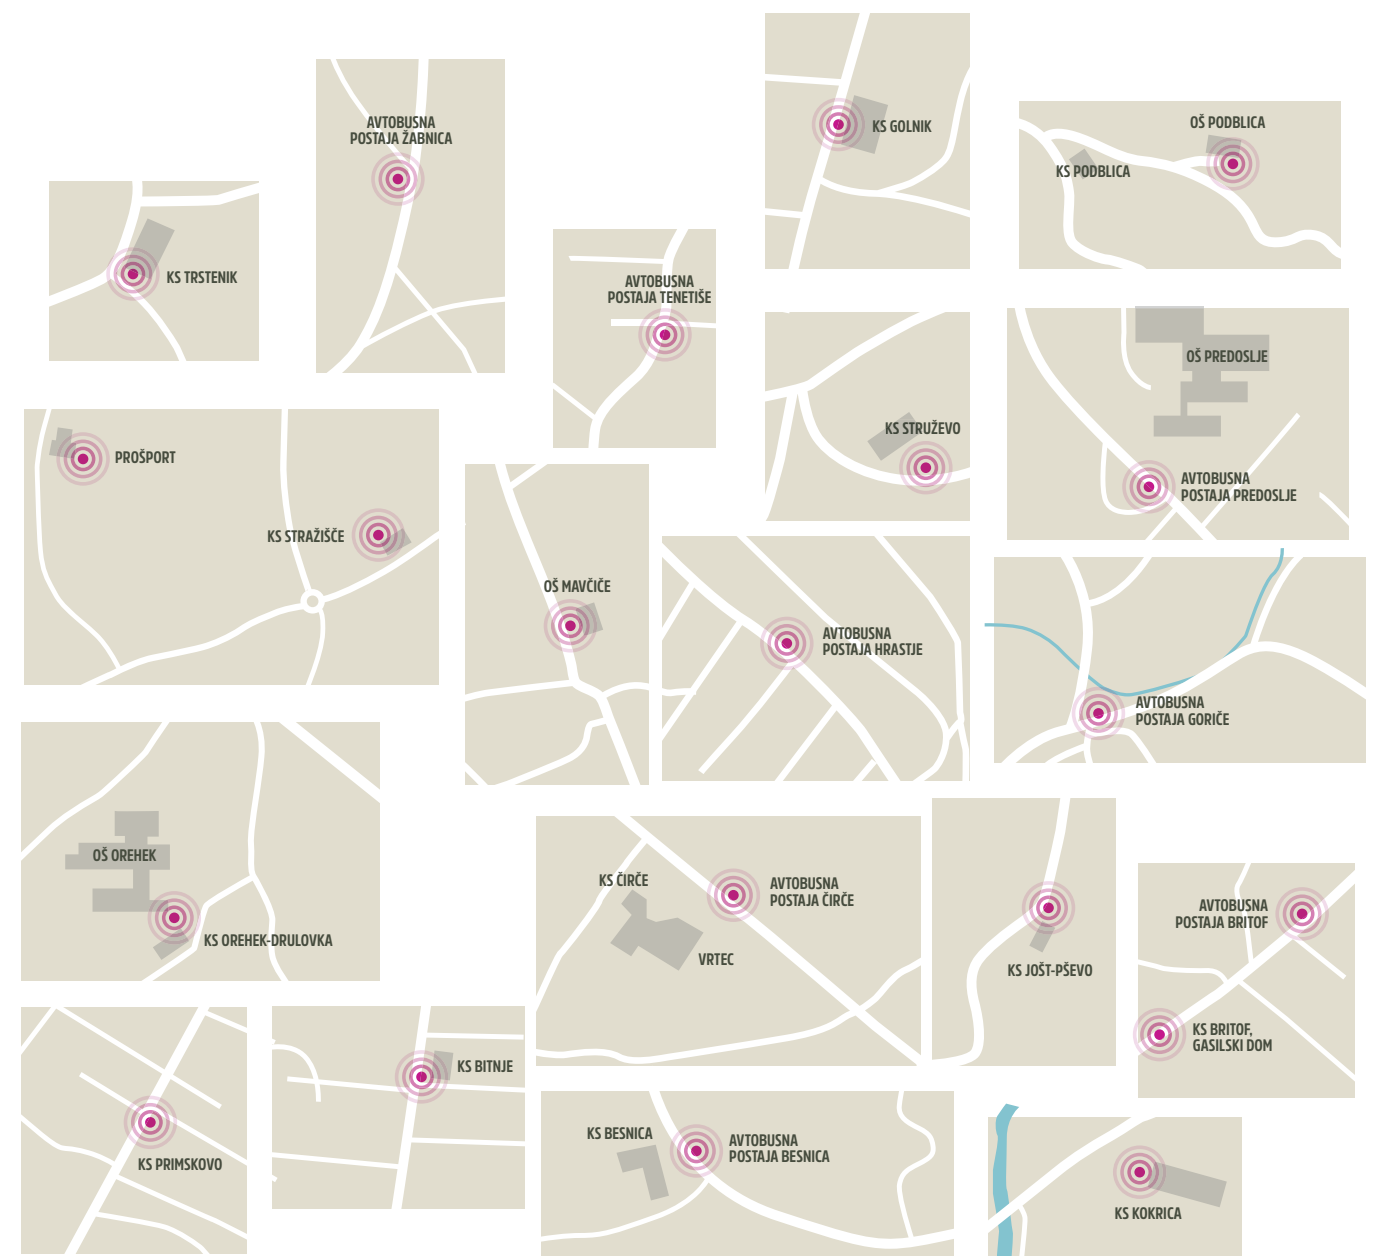 AVTOBUSNA
POSTAJA ŽABNICA
KS GOLNIK
OŠ PODBLICA
KS PODBLICA
KS TRSTENIK
AVTOBUSNA
POSTAJA TENETIŠE
OŠ PREDOSLJE
KS STRUŽEVO
AVTOBUSNA
POSTAJA PREDOSLJE
PROŠPORT
KS STRAŽIŠČE
OŠ MAVČIČE
AVTOBUSNA
POSTAJA HRASTJE
AVTOBUSNA
POSTAJA GORIČE
OŠ OREHEK
KS OREHEK-DRULOVKA
KS ČIRČE
AVTOBUSNA
POSTAJA ČIRČE
VRTEC
KS JOŠT-PŠEVO
AVTOBUSNA
POSTAJA BRITOF
KS BRITOF,
GASILSKI DOM
KS PRIMSKOVO
KS BITNJE
KS BESNICA
AVTOBUSNA
POSTAJA BESNICA
KS KOKRICA